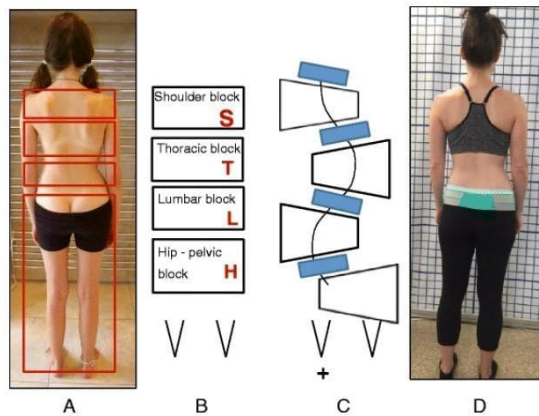 Shoulder block
S
Thoracic block
T
Lumbar block
L
Hip - pelvic
block H
+
A B C D